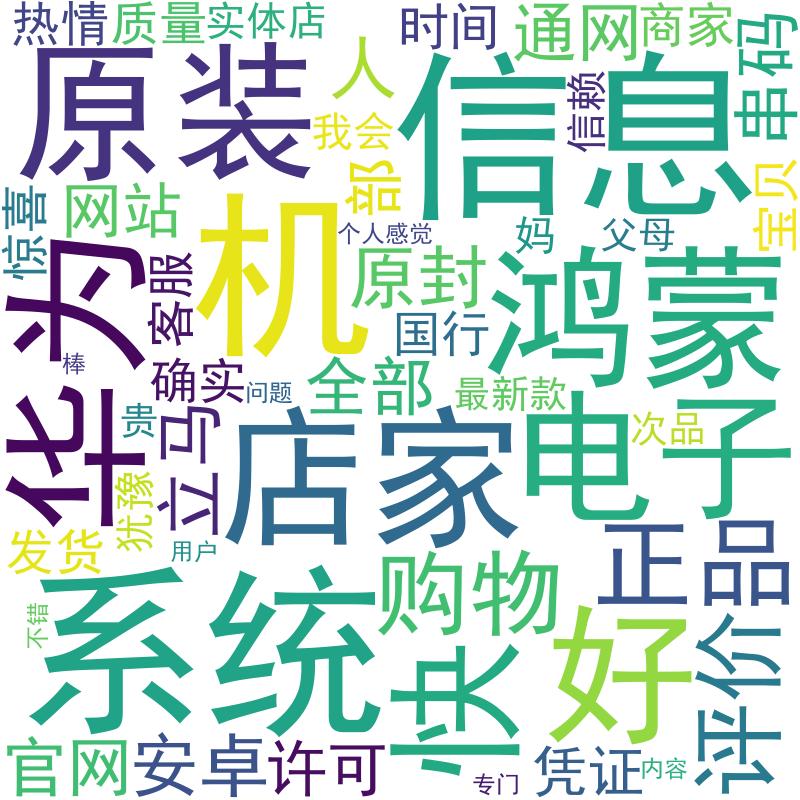 热情
质量
实体店
时间
通网
商家
串码
原装
人
信息
信赖
我会
部
宝贝
惊喜
网站
机
个人感觉
妈
父母
华为
客服
原封
国行
鸿蒙
棒
确实
问题
全部
最新款
贵
立马
店家
电子
次品
犹豫
发货
用户
正品
不错
系统
购物
快
好
评价
官网
安卓
许可
专门
凭证
内容